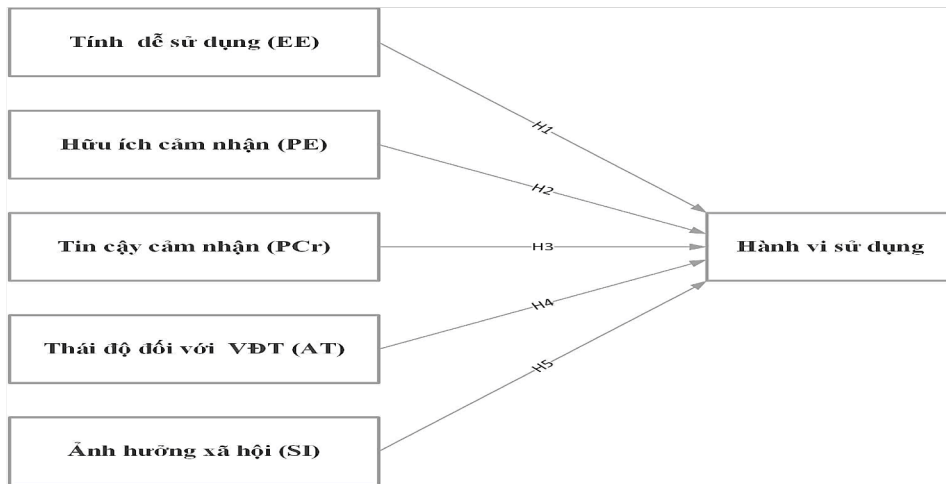 Tính dễ sử dụng (EE)
H1
Hữu ích cảm nhận (PE)
H2
Tin cậy cảm nhận (PCr)
H3
Hành vi sử dụng
Thái độ đối với VĐT (AT)
H4
Ảnh hưởng xã hội (SI)
H5